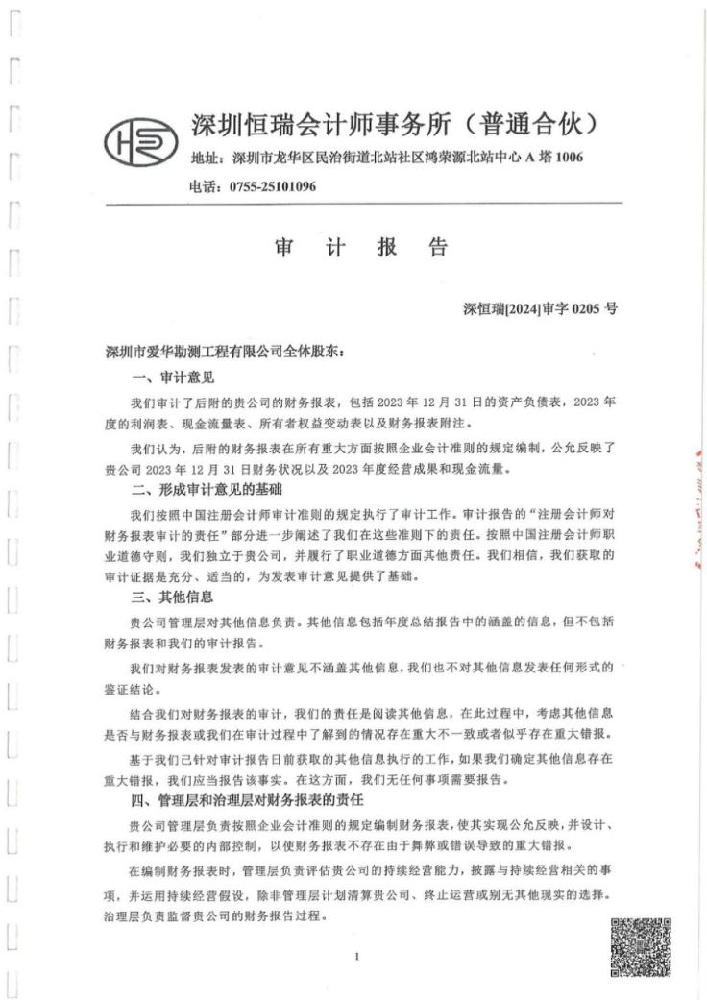 深圳恒瑞会计师事务所（普通合伙）
地址：深圳市龙华区民治街道北站社区鸿荣源北站中心 A 塔 1006
电话：0755-25101096
审 计 报 告
深恒瑞[2024]审字 0205 号
深圳市爱华勘测工程有限公司全体股东：
一、审计意见
我们审计了后附的贵公司的财务报表，包括 2023 年 12 月 31 日的资产负债表，2023 年
度的利润表、现金流量表、所有者权益变动表以及财务报表附注。
我们认为，后附的财务报表在所有重大方面按照企业会计准则的规定编制，公允反映了
贵公司 2023 年 12 月 31 日财务状况以及 2023 年度经营成果和现金流量。
二、形成审计意见的基础
我们按照中国注册会计师审计准则的规定执行了审计工作。审计报告的“注册会计师对
财务报表审计的责任”部分进一步阐述了我们在这些准则下的责任。按照中国注册会计师职
业道德守则，我们独立于贵公司，并履行了职业道德方面其他责任。我们相信，我们获取的
审计证据是充分、适当的，为发表审计意见提供了基础。
三、其他信息
贵公司管理层对其他信息负责。其他信息包括年度总结报告中的涵盖的信息，但不包括
财务报表和我们的审计报告。
我们对财务报表发表的审计意见不涵盖其他信息，我们也不对其他信息发表任何形式的
鉴证结论。
结合我们对财务报表的审计，我们的责任是阅读其他信息，在此过程中，考虑其他信息
是否与财务报表或我们在审计过程中了解到的情况存在重大不一致或者似乎存在重大错报。
基于我们已针对审计报告日前获取的其他信息执行的工作，如果我们确定其他信息存在
重大错报，我们应当报告该事实。在这方面，我们无任何事项需要报告。
四、管理层和治理层对财务报表的责任
贵公司管理层负责按照企业会计准则的规定编制财务报表，使其实现公允反映，并设计、
执行和维护必要的内部控制，以使财务报表不存在由于舞弊或错误导致的重大错报。
在编制财务报表时，管理层负责评估贵公司的持续经营能力，披露与持续经营相关的事
项，并运用持续经营假设，除非管理层计划清算贵公司、终止运营或别无其他现实的选择。
治理层负责监督贵公司的财务报告过程。
1